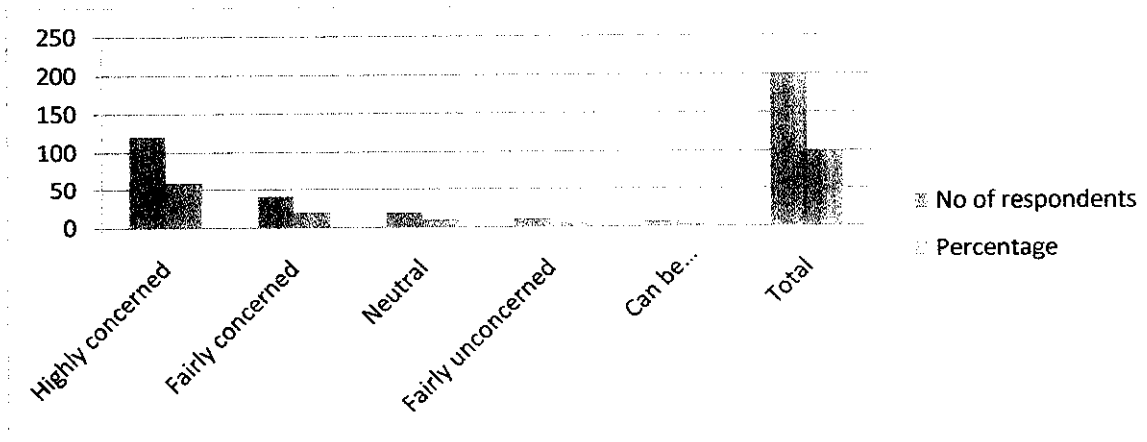 250
200
150
100
50
0
Highly concerned
Fairly concerned
Neutral
Fairly unconcerned
Can be...
Total
No of respondents
Percentage